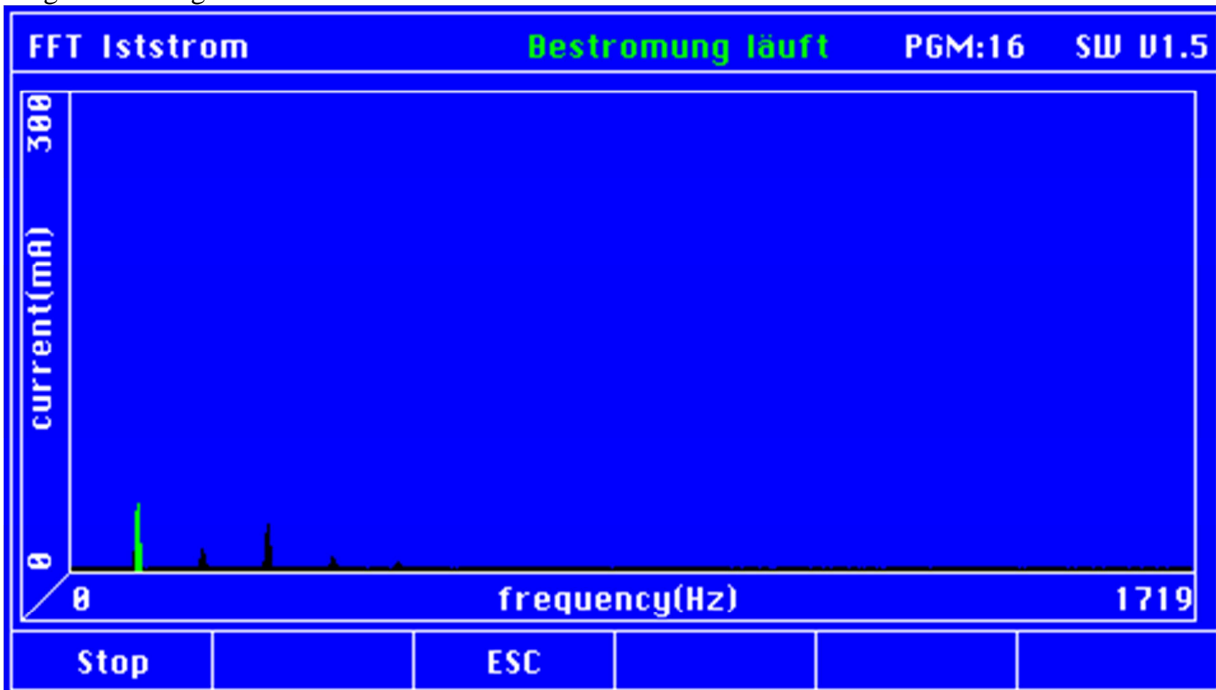 FFT Iststrom Bestromung läuft PGM:16 SW V1.5
300
current(mA)
0
0 frequency(Hz) 1719
Stop ESC